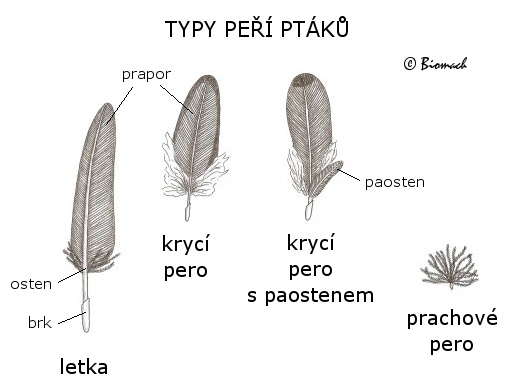 TYPY PEŘÍ PTÁKŮ
© Biomach
prapor
paosten
krycí
pero
krycí
pero
s paostenem
osten
brk
letka
prachové
pero